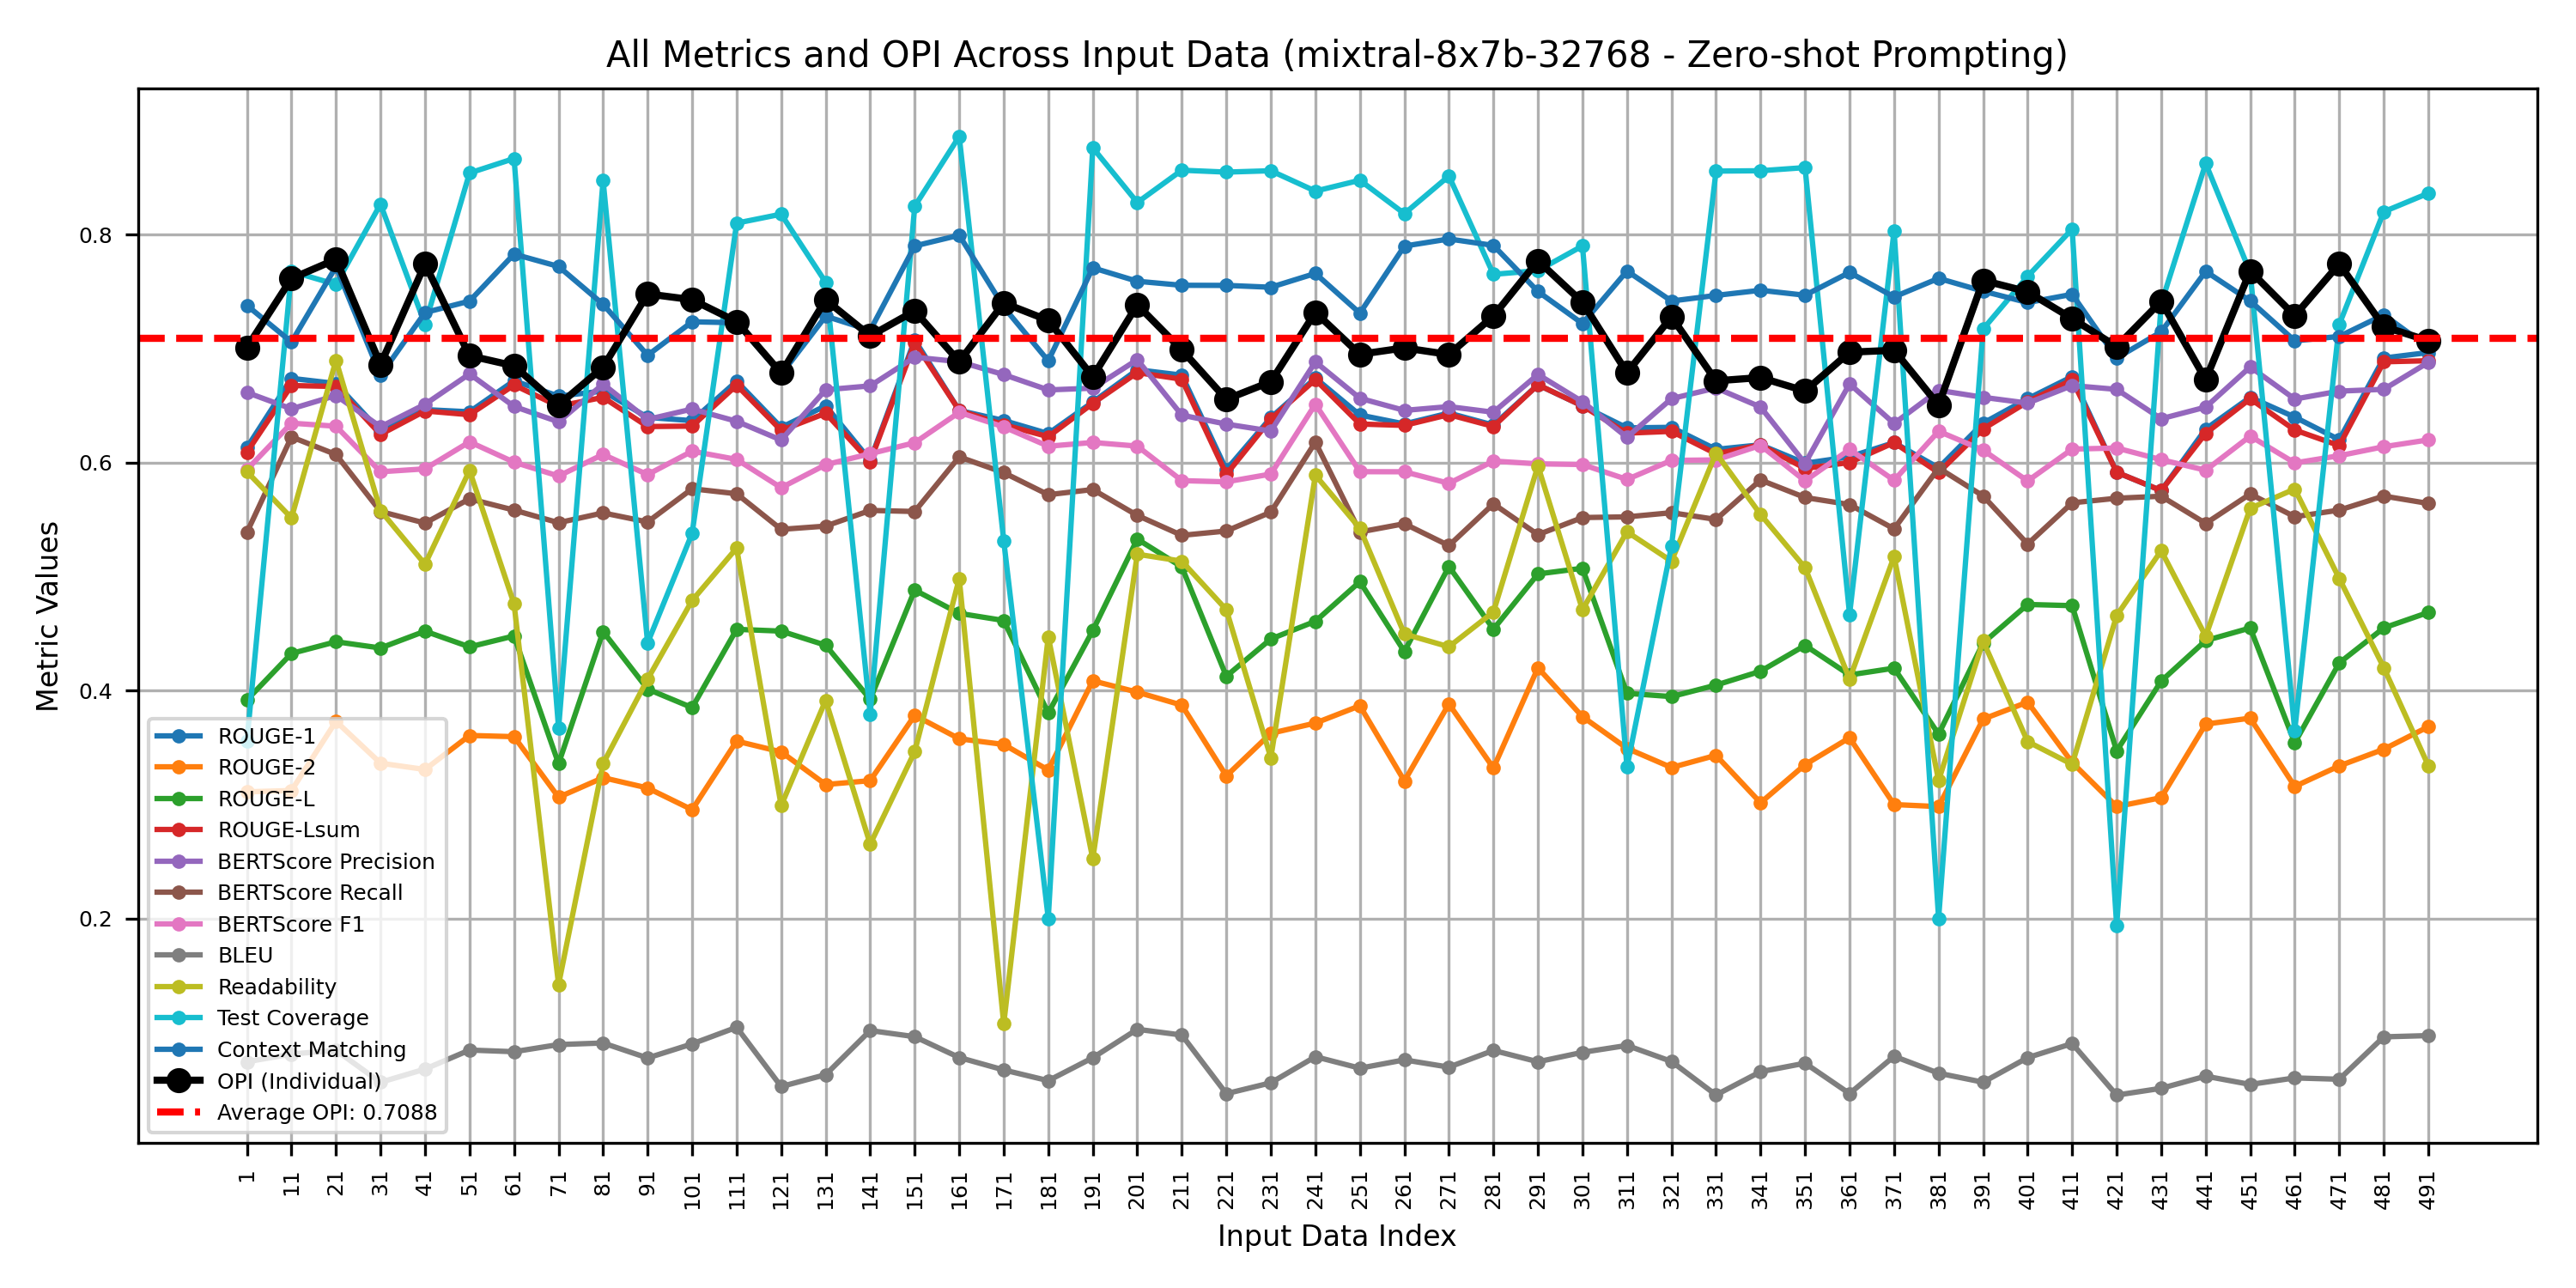 All Metrics and OPI Across Input Data (mixtral-8x7b-32768 - Zero-shot Prompting)
Metric Values
0.8
0.6
0.4
0.2
ROUGE-1
ROUGE-2
ROUGE-L
ROUGE-Lsum
BERTScore Precision
BERTScore Recall
BERTScore F1
BLEU
Readability
Test Coverage
Context Matching
OPI (Individual)
Average OPI: 0.7088
1 11 21 31 41 51 61 71 81 91 101 111 121 131 141 151 161 171 181 191 201 211 221 231 241 251 261 271 281 291 301 311 321 331 341 351 361 371 381 391 401 411 421 431 441 451 461 471 481 491
Input Data Index